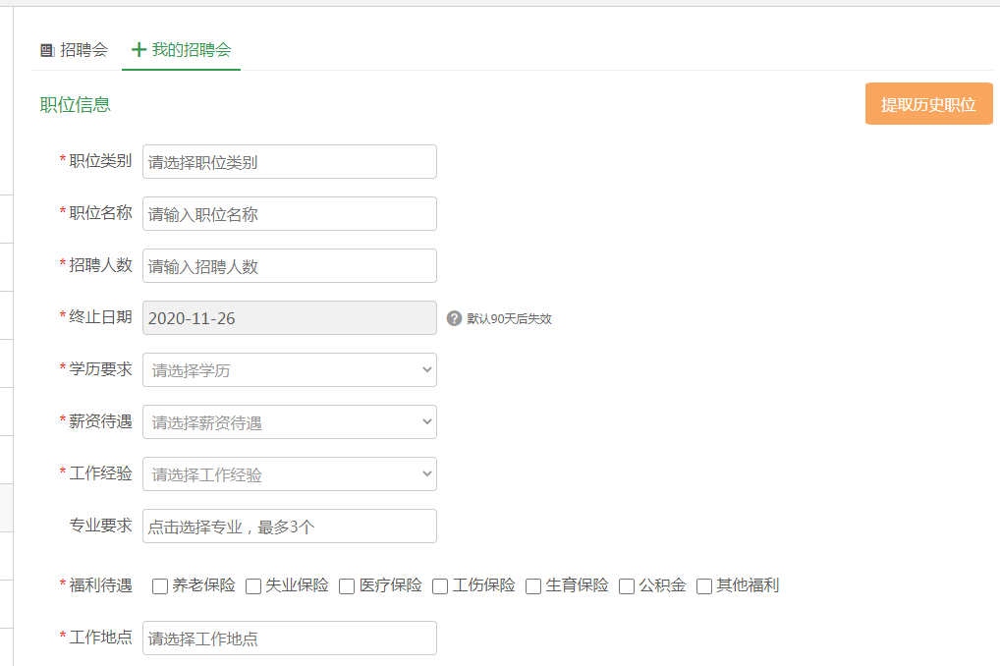 招聘会 我的招聘会
职位信息 提取历史职位
*职位类别 请选择职位类别
*职位名称 请输入职位名称
*招聘人数 请输入招聘人数
*终止日期 2020-11-26 ? 默认90天后失效
*学历要求 请选择学历
*薪资待遇 请选择薪资待遇
*工作经验 请选择工作经验
专业要求 点击选择专业，最多3个
*福利待遇 养老保险 失业保险 医疗保险 工伤保险 生育保险 公积金 其他福利
*工作地点 请选择工作地点